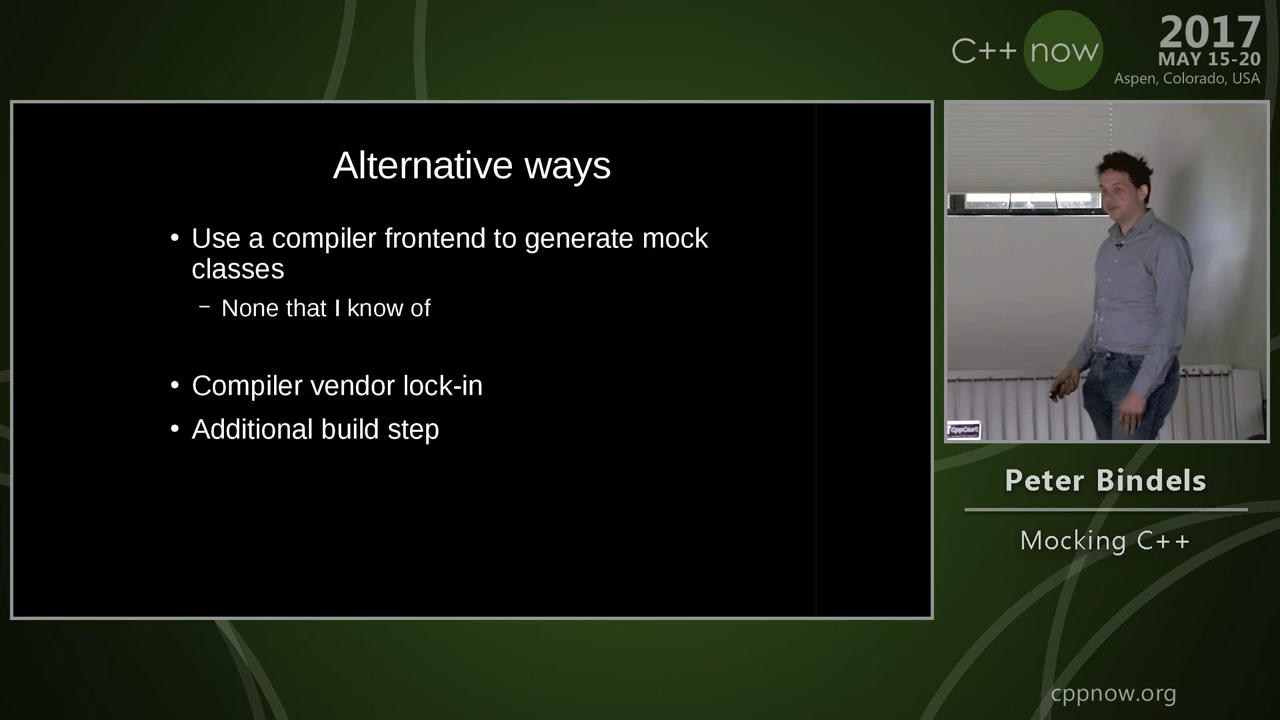 C++ now
2017
MAY 15-20
Aspen, Colorado, USA
Alternative ways
• Use a compiler frontend to generate mock
classes
– None that I know of
• Compiler vendor lock-in
• Additional build step
CppCast
Peter Bindels
Mocking C++
cppnow.org